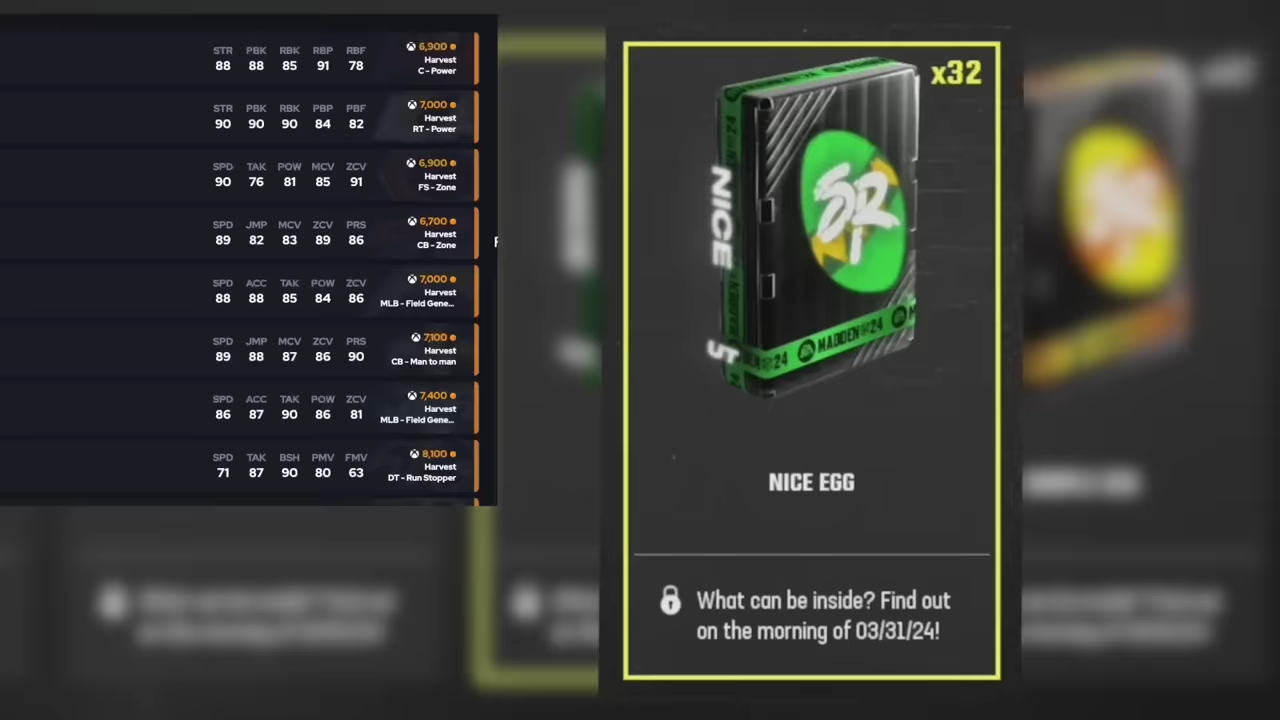 STR PBK RBK RBP RBF
88 88 85 91 78
6,900
Harvest
C - Power
STR PBK RBK PBP PBF
90 90 90 84 82
7,000
Harvest
RT - Power
SPD TAK POW MCV ZCV
90 76 81 85 91
6,900
Harvest
FS - Zone
SPD JMP MCV ZCV PRS
89 82 83 89 86
6,700
Harvest
CB - Zone
SPD ACC TAK POW ZCV
88 88 85 84 86
7,000
Harvest
MLB - Field Gene...
SPD JMP MCV ZCV PRS
89 88 87 86 90
7,100
Harvest
CB - Man to man
SPD ACC TAK POW ZCV
86 87 90 86 81
7,400
Harvest
MLB - Field Gene...
SPD TAK BSH PMV FMV
71 87 90 80 63
8,100
Harvest
DT - Run Stopper
x32
NICE
SR
MADDEN 24
NICE EGG
What can be inside? Find out
on the morning of 03/31/24!